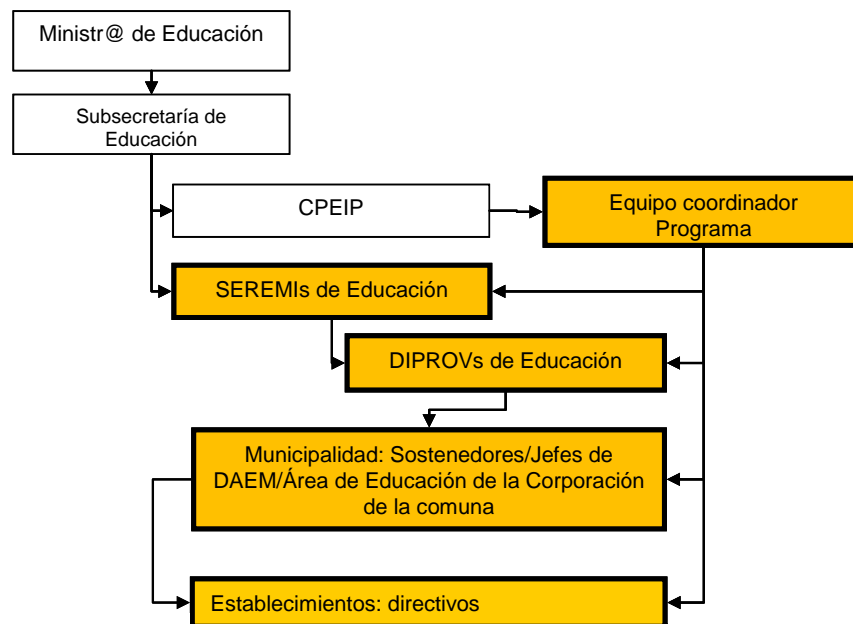 Ministr@ de Educación
Subsecretaría de
Educación
CPEIP
Equipo coordinador
Programa
SEREMIs de Educación
DIPROVs de Educación
Municipalidad: Sostenedores/Jefes de
DAEM/Área de Educación de la Corporación
de la comuna
Establecimientos: directivos